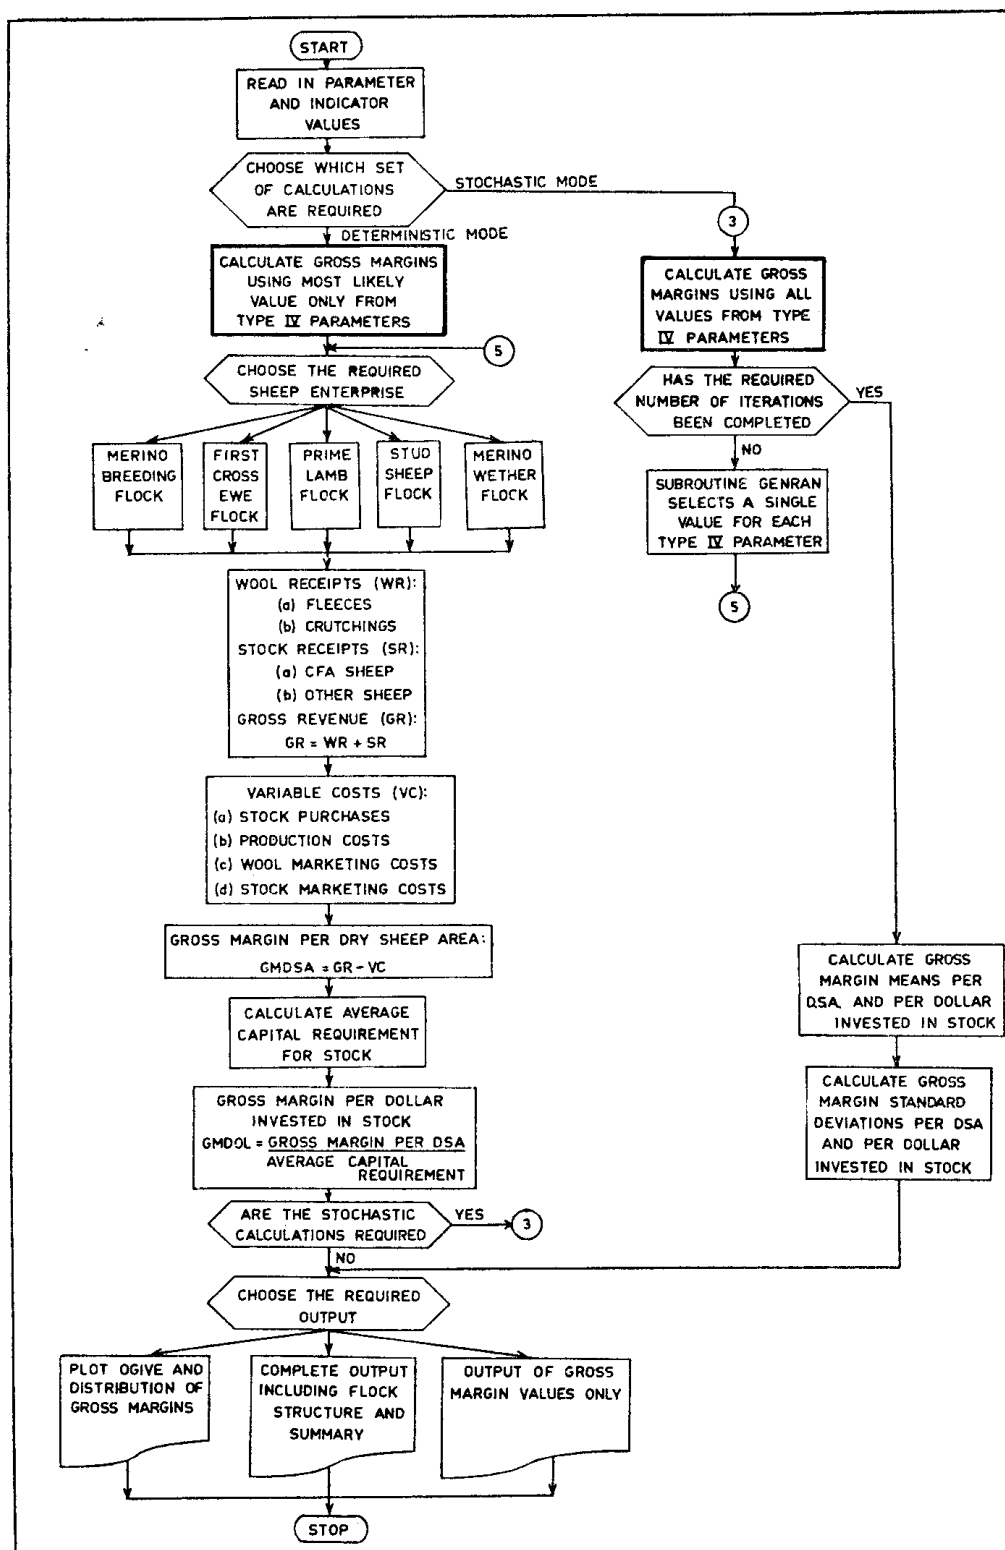 START
READ IN PARAMETER
AND INDICATOR
VALUES
CHOOSE WHICH SET
OF CALCULATIONS
ARE REQUIRED
STOCHASTIC MODE
3
DETERMINISTIC MODE
CALCULATE GROSS MARGINS
USING MOST LIKELY
VALUE ONLY FROM
TYPE IV PARAMETERS
CALCULATE GROSS
MARGINS USING ALL
VALUES FROM TYPE
IV PARAMETERS
5
CHOOSE THE REQUIRED
SHEEP ENTERPRISE
HAS THE REQUIRED
NUMBER OF ITERATIONS
BEEN COMPLETED
YES
NO
MERINO
BREEDING
FLOCK
FIRST
CROSS
EWE
FLOCK
PRIME
LAMB
FLOCK
STUD
SHEEP
FLOCK
MERINO
WETHER
FLOCK
SUBROUTINE GENRAN
SELECTS A SINGLE
VALUE FOR EACH
TYPE IV PARAMETER
5
WOOL RECEIPTS (WR):
(a) FLEECES
(b) CRUTCHINGS
STOCK RECEIPTS (SR):
(a) CFA SHEEP
(b) OTHER SHEEP
GROSS REVENUE (GR):
GR = WR + SR
VARIABLE COSTS (VC):
(a) STOCK PURCHASES
(b) PRODUCTION COSTS
(c) WOOL MARKETING COSTS
(d) STOCK MARKETING COSTS
GROSS MARGIN PER DRY SHEEP AREA:
GMDSA = GR - VC
CALCULATE AVERAGE
CAPITAL REQUIREMENT
FOR STOCK
CALCULATE GROSS
MARGIN MEANS PER
D.S.A. AND PER DOLLAR
INVESTED IN STOCK
GROSS MARGIN PER DOLLAR
INVESTED IN STOCK
GMDOL = GROSS MARGIN PER DSA
AVERAGE CAPITAL
REQUIREMENT
CALCULATE GROSS
MARGIN STANDARD
DEVIATIONS PER DSA
AND PER DOLLAR
INVESTED IN STOCK
ARE THE STOCHASTIC
CALCULATIONS REQUIRED
YES
3
NO
CHOOSE THE REQUIRED
OUTPUT
PLOT OGIVE AND
DISTRIBUTION OF
GROSS MARGINS
COMPLETE OUTPUT
INCLUDING FLOCK
STRUCTURE AND
SUMMARY
OUTPUT OF GROSS
MARGIN VALUES ONLY
STOP